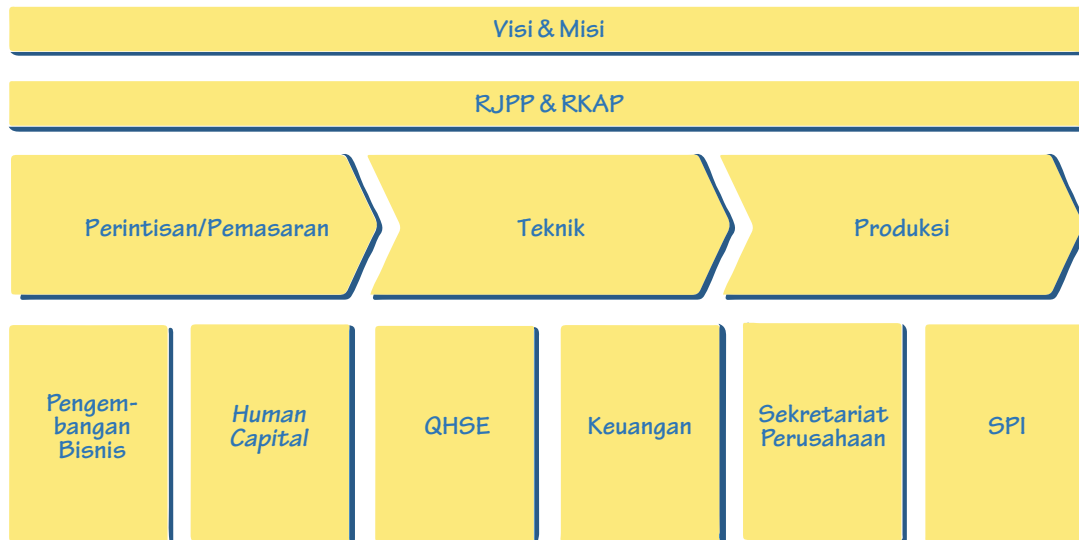 Visi & Misi
RJPP & RKAP
Perintisan/Pemasaran
Teknik
Produksi
Pengem-
bangan
Bisnis
Human
Capital
QHSE
Keuangan
Sekretariat
Perusahaan
SPI